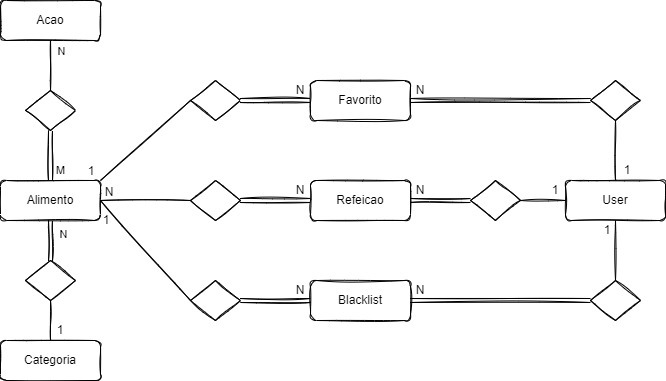 Acao
N
N
N
Favorito
N
M
1
1
Alimento
N
N
Refeicao
N
1
User
1
N
1
N
Blacklist
N
1
Categoria